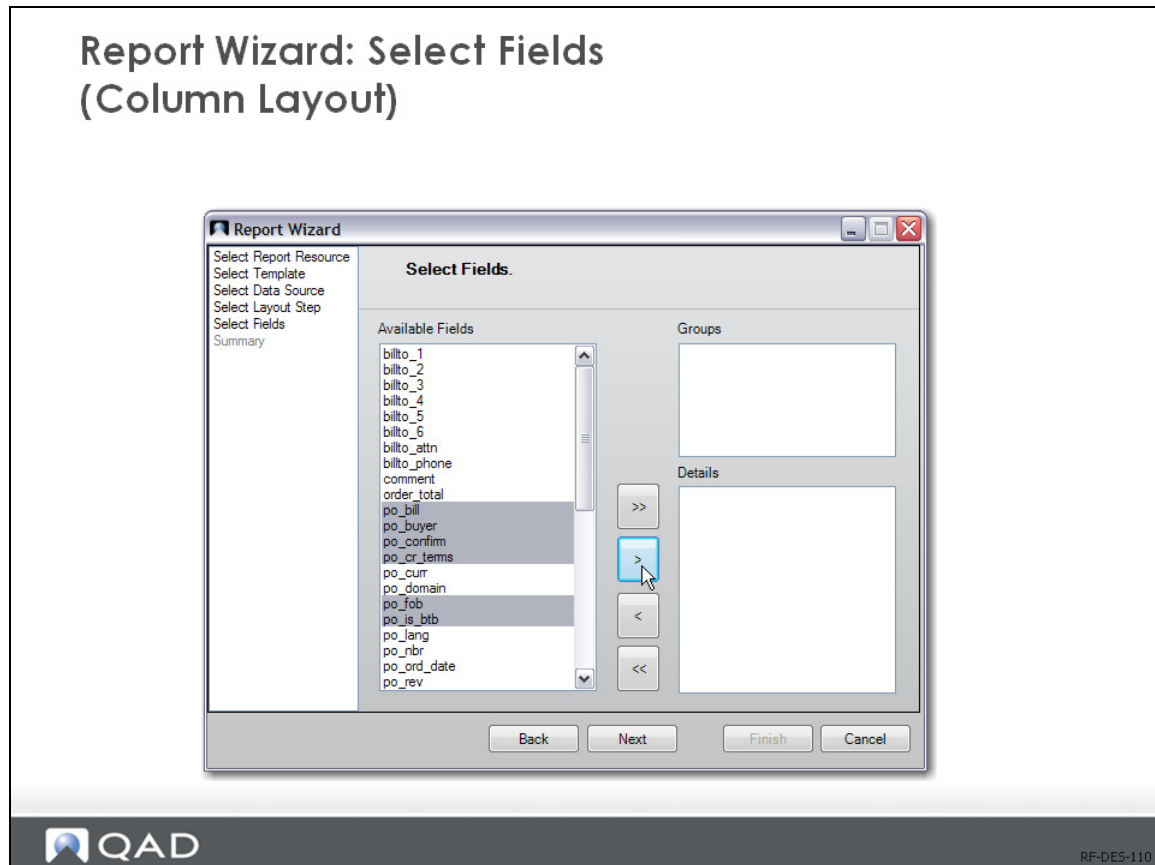 Report Wizard: Select Fields
(Column Layout)
Report Wizard
Select Report Resource
Select Template
Select Data Source
Select Layout Step
Select Fields
Summary
Select Fields.
Available Fields
billto_1
billto_2
billto_3
billto_4
billto_5
billto_6
billto_attn
billto_phone
comment
order_total
po_bill
po_buyer
po_confirm
po_cr_terms
po_curr
po_domain
po_fob
po_is_btb
po_lang
po_nbr
po_ord_date
po_rev
>>
>
<
<<
Groups
Details
Back
Next
Finish
Cancel
QAD
RF-DES-110